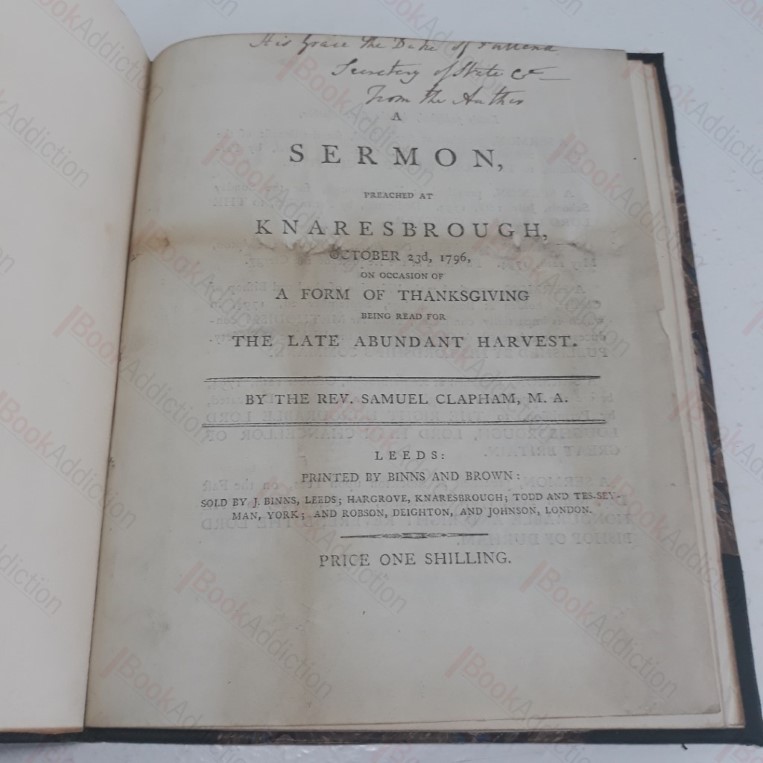 His Grace the Duke of Portland
Secretary of State &c
From the Author
A
SERMON,
PREACHED AT
KNARESBROUGH,
OCTOBER 23d, 1796,
ON OCCASION OF
A FORM OF THANKSGIVING
BEING READ FOR
THE LATE ABUNDANT HARVEST.
BY THE REV. SAMUEL CLAPHAM, M. A.
LEEDS:
PRINTED BY BINNS AND BROWN:
SOLD BY J. BINNS, LEEDS; HARGROVE, KNARESBROUGH; TODD AND TES-SEY-
MAN, YORK; AND ROBSON, DEIGHTON, AND JOHNSON, LONDON.
PRICE ONE SHILLING.
BookAddiction